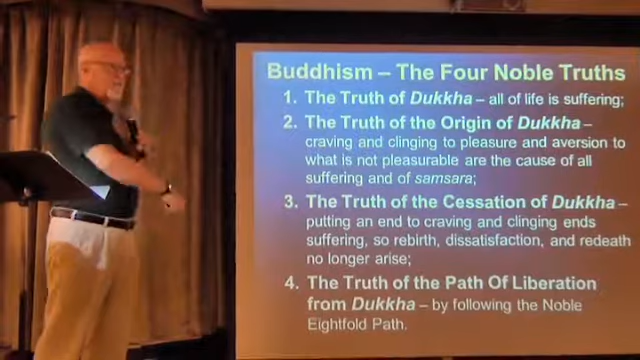 Buddhism – The Four Noble Truths
1. The Truth of Dukkha – all of life is suffering;
2. The Truth of the Origin of Dukkha –
craving and clinging to pleasure and aversion to
what is not pleasurable are the cause of all
suffering and of samsara;
3. The Truth of the Cessation of Dukkha –
putting an end to craving and clinging ends
suffering, so rebirth, dissatisfaction, and redeath
no longer arise;
4. The Truth of the Path Of Liberation
from Dukkha – by following the Noble
Eightfold Path.